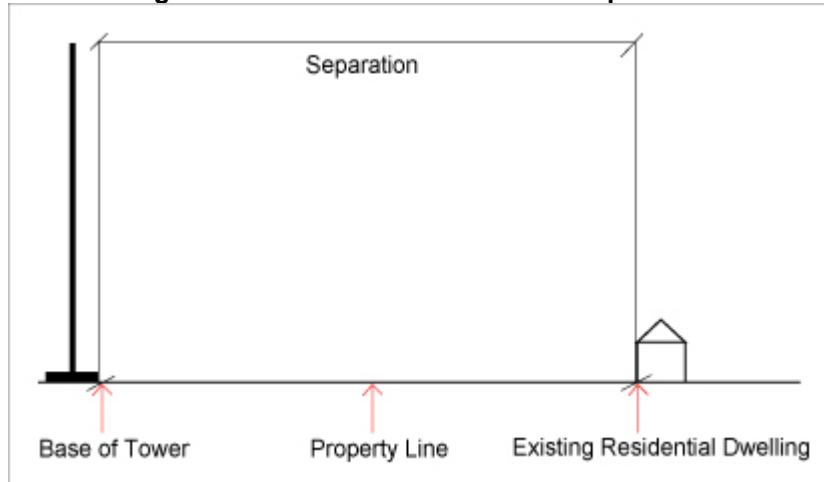 Separation
Base of Tower
Property Line
Existing Residential Dwelling